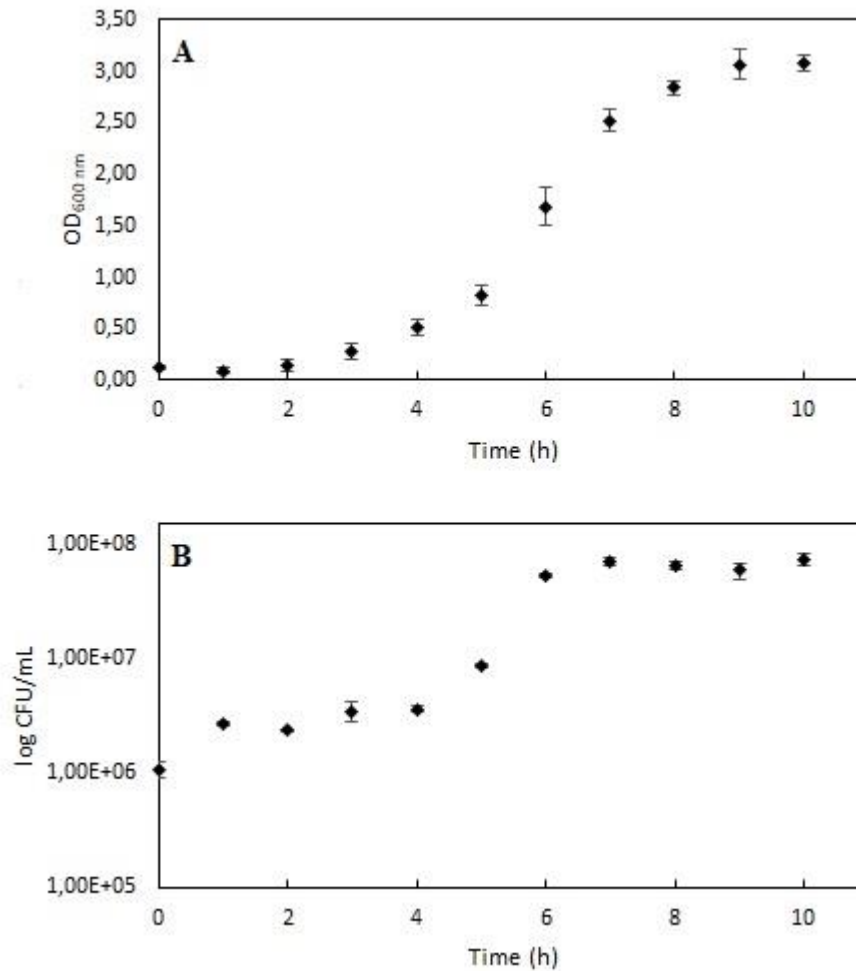 A
3,50
3,00
2,50
2,00
1,50
1,00
0,50
0,00
OD600 nm
0 2 4 6 8 10
Time (h)
B
1,00E+08
1,00E+07
1,00E+06
1,00E+05
log CFU/mL
0 2 4 6 8 10
Time (h)